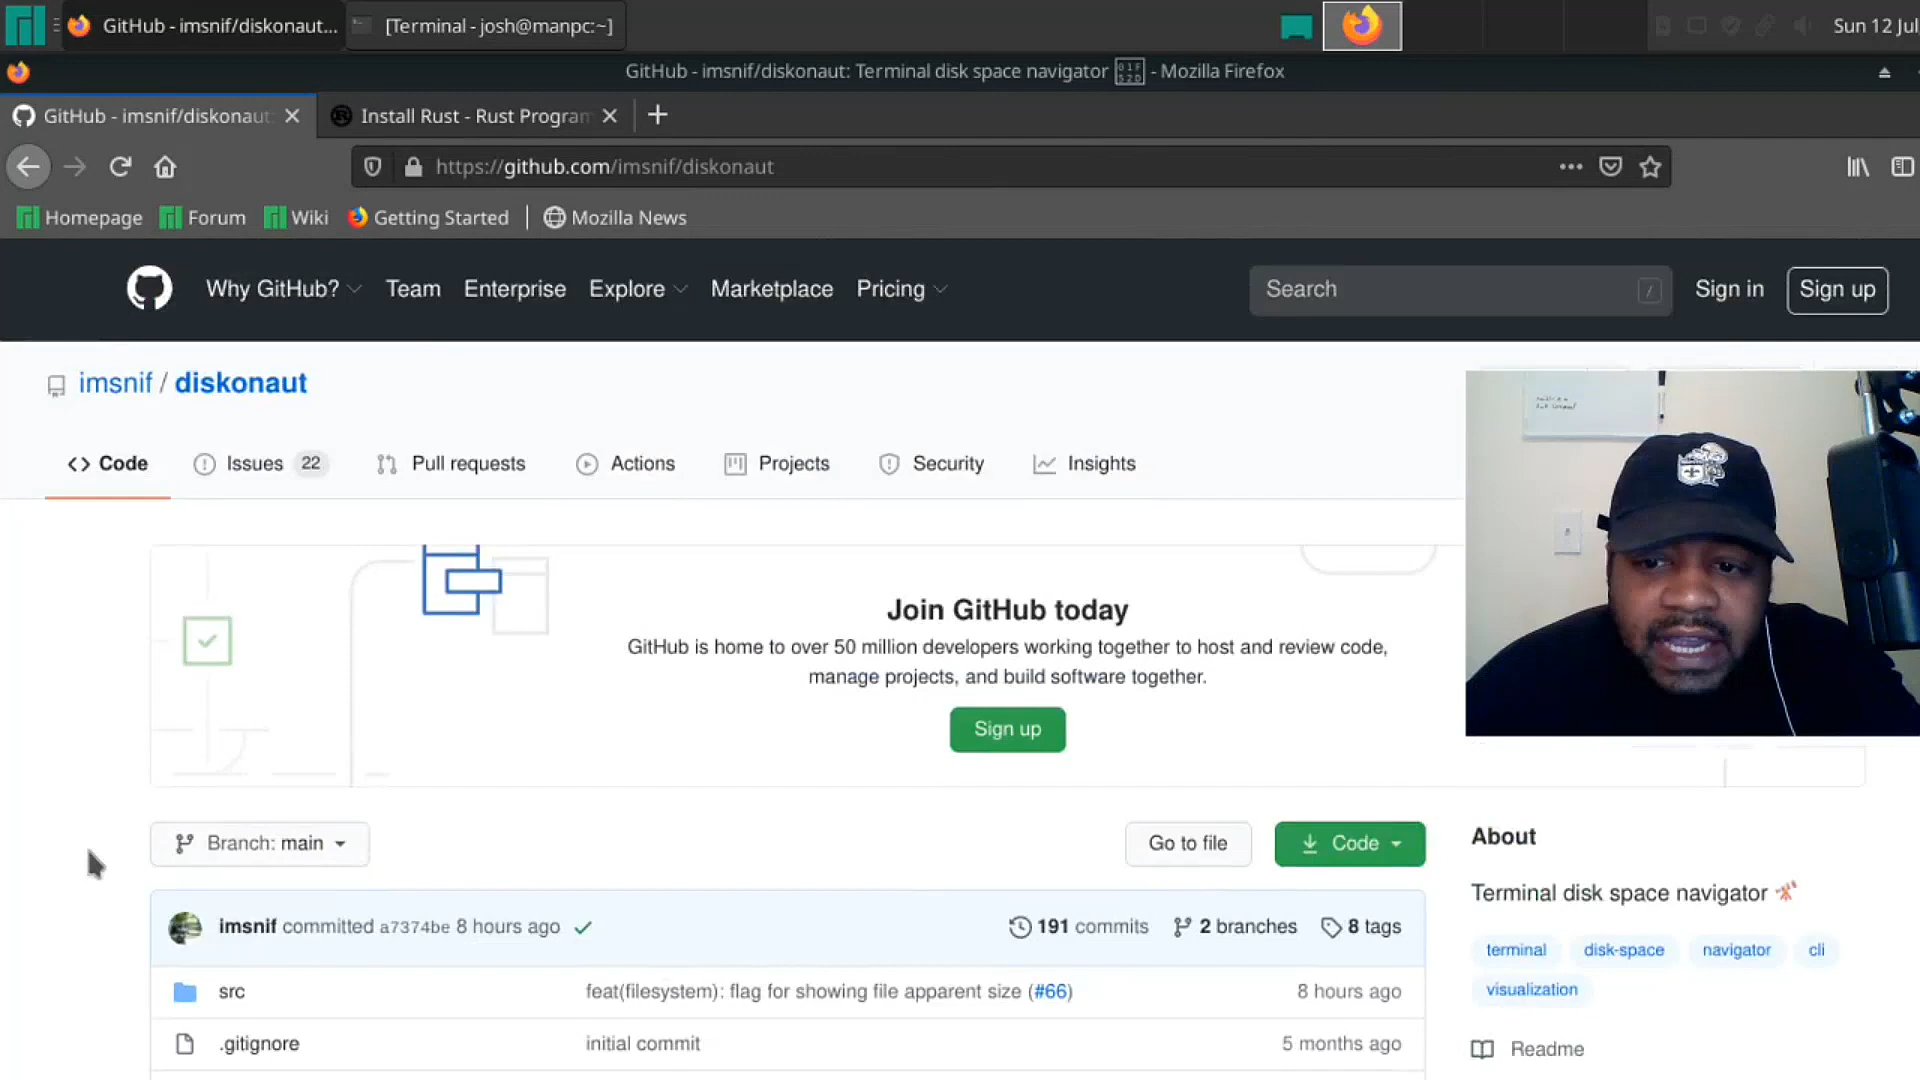 GitHub - imsnif/diskonaut...
[Terminal - josh@manpc:~]
Sun 12 Jul
GitHub - imsnif/diskonaut: Terminal disk space navigator 01F52D - Mozilla Firefox
GitHub - imsnif/diskonaut:
Install Rust - Rust Program
https://github.com/imsnif/diskonaut
Homepage
Forum
Wiki
Getting Started
Mozilla News
Why GitHub?
Team
Enterprise
Explore
Marketplace
Pricing
Search
/
Sign in
Sign up
imsnif / diskonaut
Code
Issues 22
Pull requests
Actions
Projects
Security
Insights
Join GitHub today
GitHub is home to over 50 million developers working together to host and review code,
manage projects, and build software together.
Sign up
Branch: main
Go to file
Code
About
Terminal disk space navigator
imsnif committed a7374be 8 hours ago
191 commits
2 branches
8 tags
terminal
disk-space
navigator
cli
visualization
src
feat(filesystem): flag for showing file apparent size (#66)
8 hours ago
.gitignore
initial commit
5 months ago
Readme